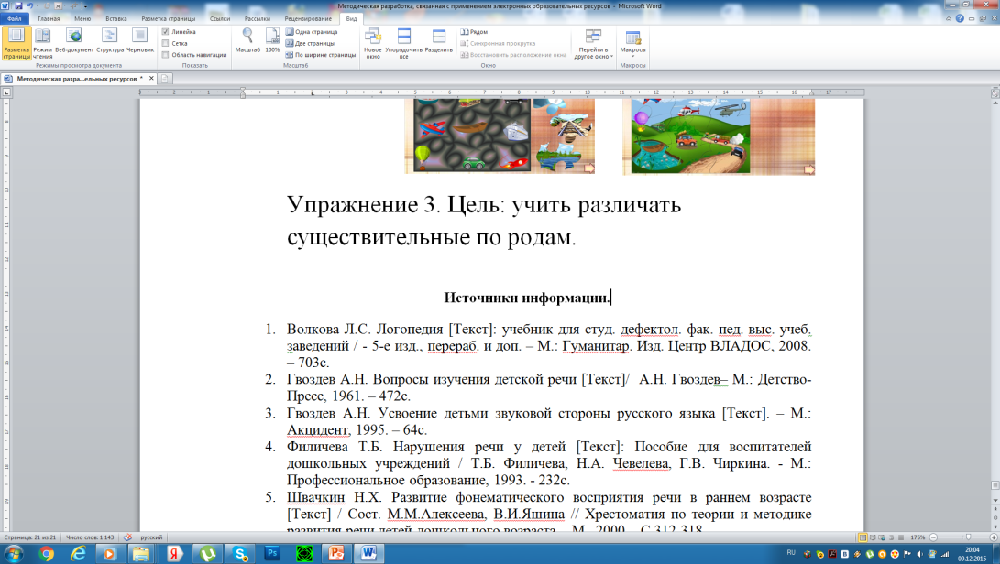 Методическая разработка, связанная с применением электронных образовательных ресурсов - Microsoft Word
Файл Главная Меню Вставка Разметка страницы Ссылки Рассылки Рецензирование Вид
Разметка страницы Режим чтения Веб-документ Структура Черновик
Режимы просмотра документа
Линейка
Сетка
Область навигации
Показать
Масштаб 100%
Одна страница
Две страницы
По ширине страницы
Масштаб
Новое окно Упорядочить все Разделить
Рядом
Синхронная прокрутка
Восстановить расположение окна
Перейти в другое окно
Окно
Макросы
Макросы
Методическая разра...ельных ресурсов *
Упражнение 3. Цель: учить различать
существительные по родам.
Источники информации.
1. Волкова Л.С. Логопедия [Текст]: учебник для студ. дефектол. фак. пед. выс. учеб.
заведений / - 5-е изд., перераб. и доп. – М.: Гуманитар. Изд. Центр ВЛАДОС, 2008.
– 703с.
2. Гвоздев А.Н. Вопросы изучения детской речи [Текст]/ А.Н. Гвоздев– М.: Детство-
Пресс, 1961. – 472с.
3. Гвоздев А.Н. Усвоение детьми звуковой стороны русского языка [Текст]. – М.:
Акцидент, 1995. – 64с.
4. Филичева Т.Б. Нарушения речи у детей [Текст]: Пособие для воспитателей
дошкольных учреждений / Т.Б. Филичева, Н.А. Чевелева, Г.В. Чиркина. - М.:
Профессиональное образование, 1993. - 232с.
5. Швачкин Н.Х. Развитие фонематического восприятия речи в раннем возрасте
[Текст] / Сост. М.М.Алексеева, В.И.Яшина // Хрестоматия по теории и методике
развития речи детей дошкольного возраста. – М., 2000. – С.312-318.
Страница: 21 из 21 Число слов: 1 143 русский 175%
RU 20:04
09.12.2015